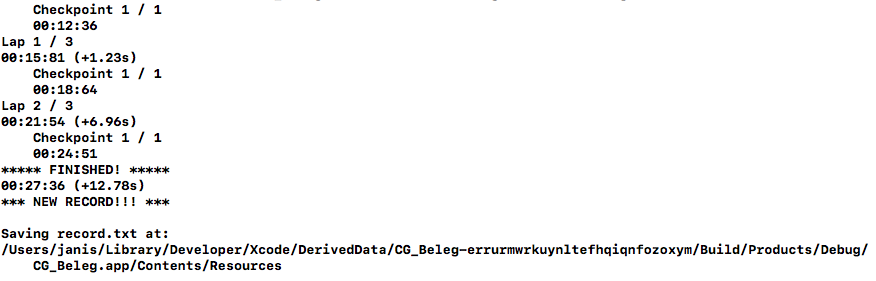 Checkpoint 1 / 1
00:12:36
Lap 1 / 3
00:15:81 (+1.23s)
Checkpoint 1 / 1
00:18:64
Lap 2 / 3
00:21:54 (+6.96s)
Checkpoint 1 / 1
00:24:51
***** FINISHED! *****
00:27:36 (+12.78s)
*** NEW RECORD!!! ***
Saving record.txt at:
/Users/janis/Library/Developer/Xcode/DerivedData/CG_Beleg-errurmwrkuynltefhqiqnfozoxym/Build/Products/Debug/
CG_Beleg.app/Contents/Resources